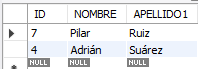 ID NOMBRE APELLIDO1
7 Pilar Ruiz
4 Adrián Suárez
NULL NULL NULL